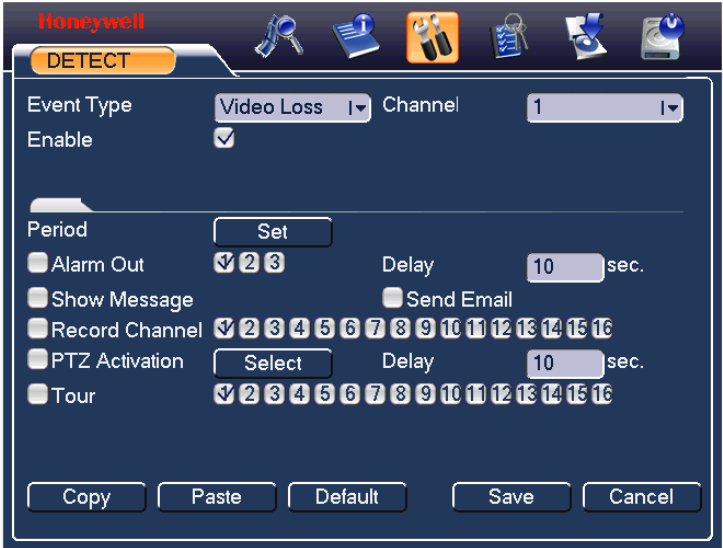 Honeywell
DETECT
Event Type Video Loss Channel 1
Enable
Period Set
Alarm Out 1 2 3 Delay 10 sec.
Show Message Send Email
Record Channel 1 2 3 4 5 6 7 8 9 10 11 12 13 14 15 16
PTZ Activation Select Delay 10 sec.
Tour 1 2 3 4 5 6 7 8 9 10 11 12 13 14 15 16
Copy Paste Default Save Cancel